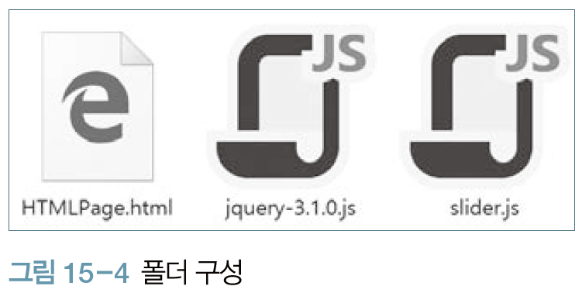 JS
JS
HTMLPage.html
jquery-3.1.0.js
slider.js
그림 15-4 폴더 구성